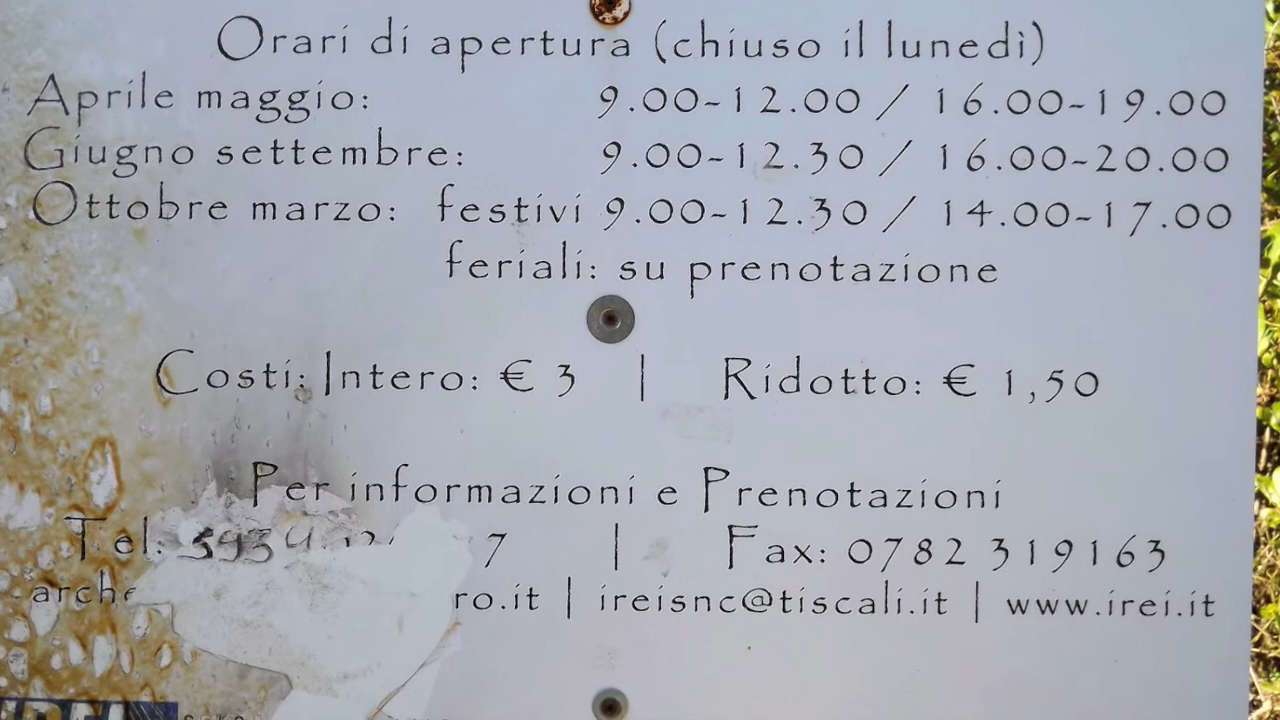 Orari di apertura (chiuso il lunedì)
Aprile maggio: 9.00-12.00 / 16.00-19.00
Giugno settembre: 9.00-12.30 / 16.00-20.00
Ottobre marzo: festivi 9.00-12.30 / 14.00-17.00
feriali: su prenotazione
Costi: Intero: € 3 | Ridotto: € 1,50
Per informazioni e Prenotazioni
Tel: 7 | Fax: 0782 319163
ro.it | ireisnc@tiscali.it | www.irei.it